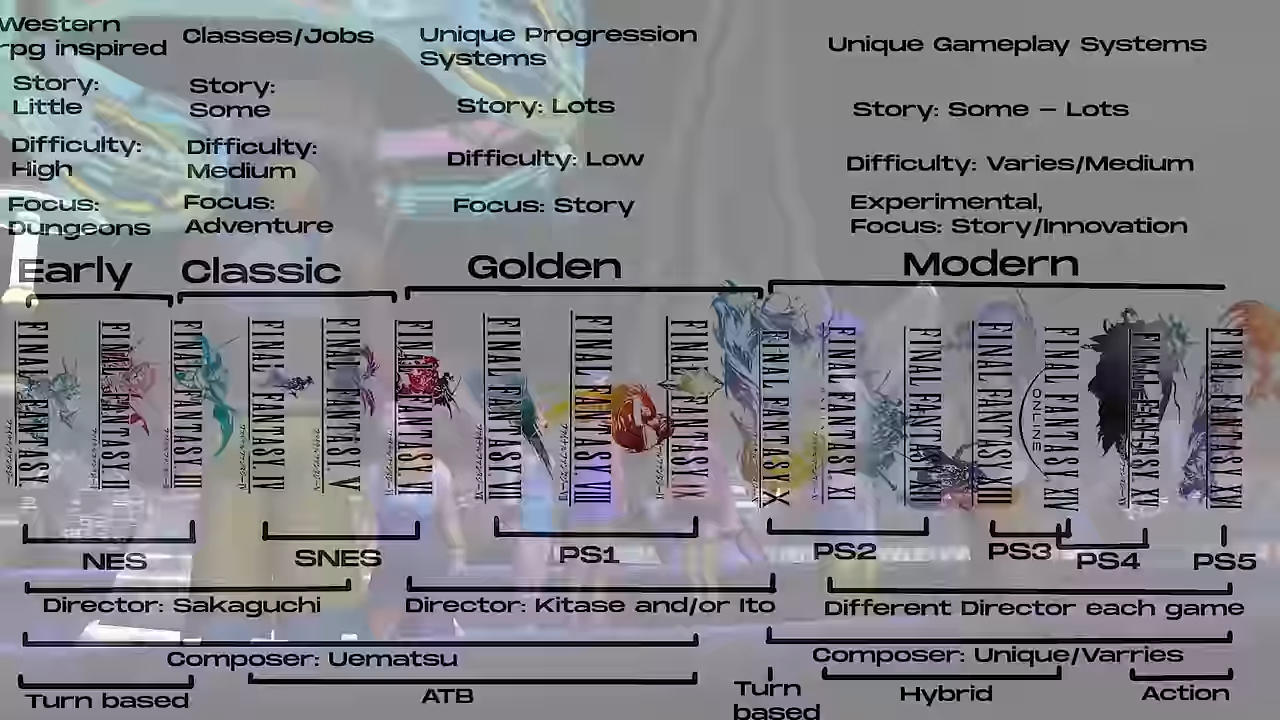 Western
rpg inspired
Story:
Little
Difficulty:
High
Focus:
Dungeons
Classes/Jobs
Story:
Some
Difficulty:
Medium
Focus:
Adventure
Unique Progression
Systems
Story: Lots
Difficulty: Low
Focus: Story
Unique Gameplay Systems
Story: Some – Lots
Difficulty: Varies/Medium
Experimental,
Focus: Story/Innovation
Early
Classic
Golden
Modern
FINAL FANTASY
FINAL FANTASY II
FINAL FANTASY III
FINAL FANTASY IV
FINAL FANTASY V
FINAL FANTASY VI
FINAL FANTASY VII
FINAL FANTASY VIII
FINAL FANTASY IX
FINAL FANTASY X
FINAL FANTASY XI
FINAL FANTASY XII
FINAL FANTASY XIII
FINAL FANTASY XIV
ONLINE
FINAL FANTASY XV
FINAL FANTASY XVI
NES
SNES
PS1
PS2
PS3
PS4
PS5
Director: Sakaguchi
Director: Kitase and/or Ito
Different Director each game
Composer: Uematsu
Composer: Unique/Varries
Turn based
ATB
Turn
based
Hybrid
Action